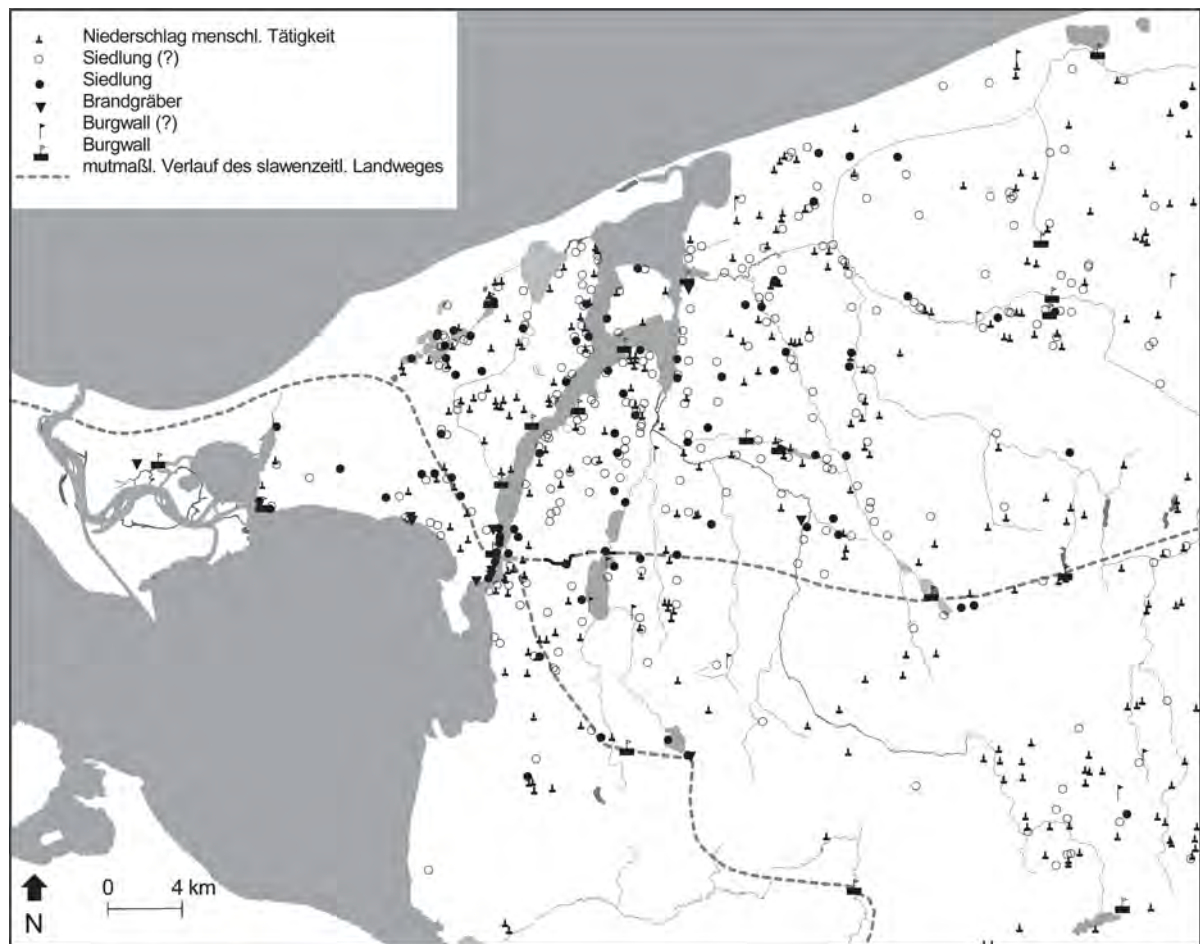 Niederschlag menschl. Tätigkeit
Siedlung (?)
Siedlung
Brandgräber
Burgwall (?)
Burgwall
mutmaßl. Verlauf des slawenzeitl. Landweges
0 4 km
N